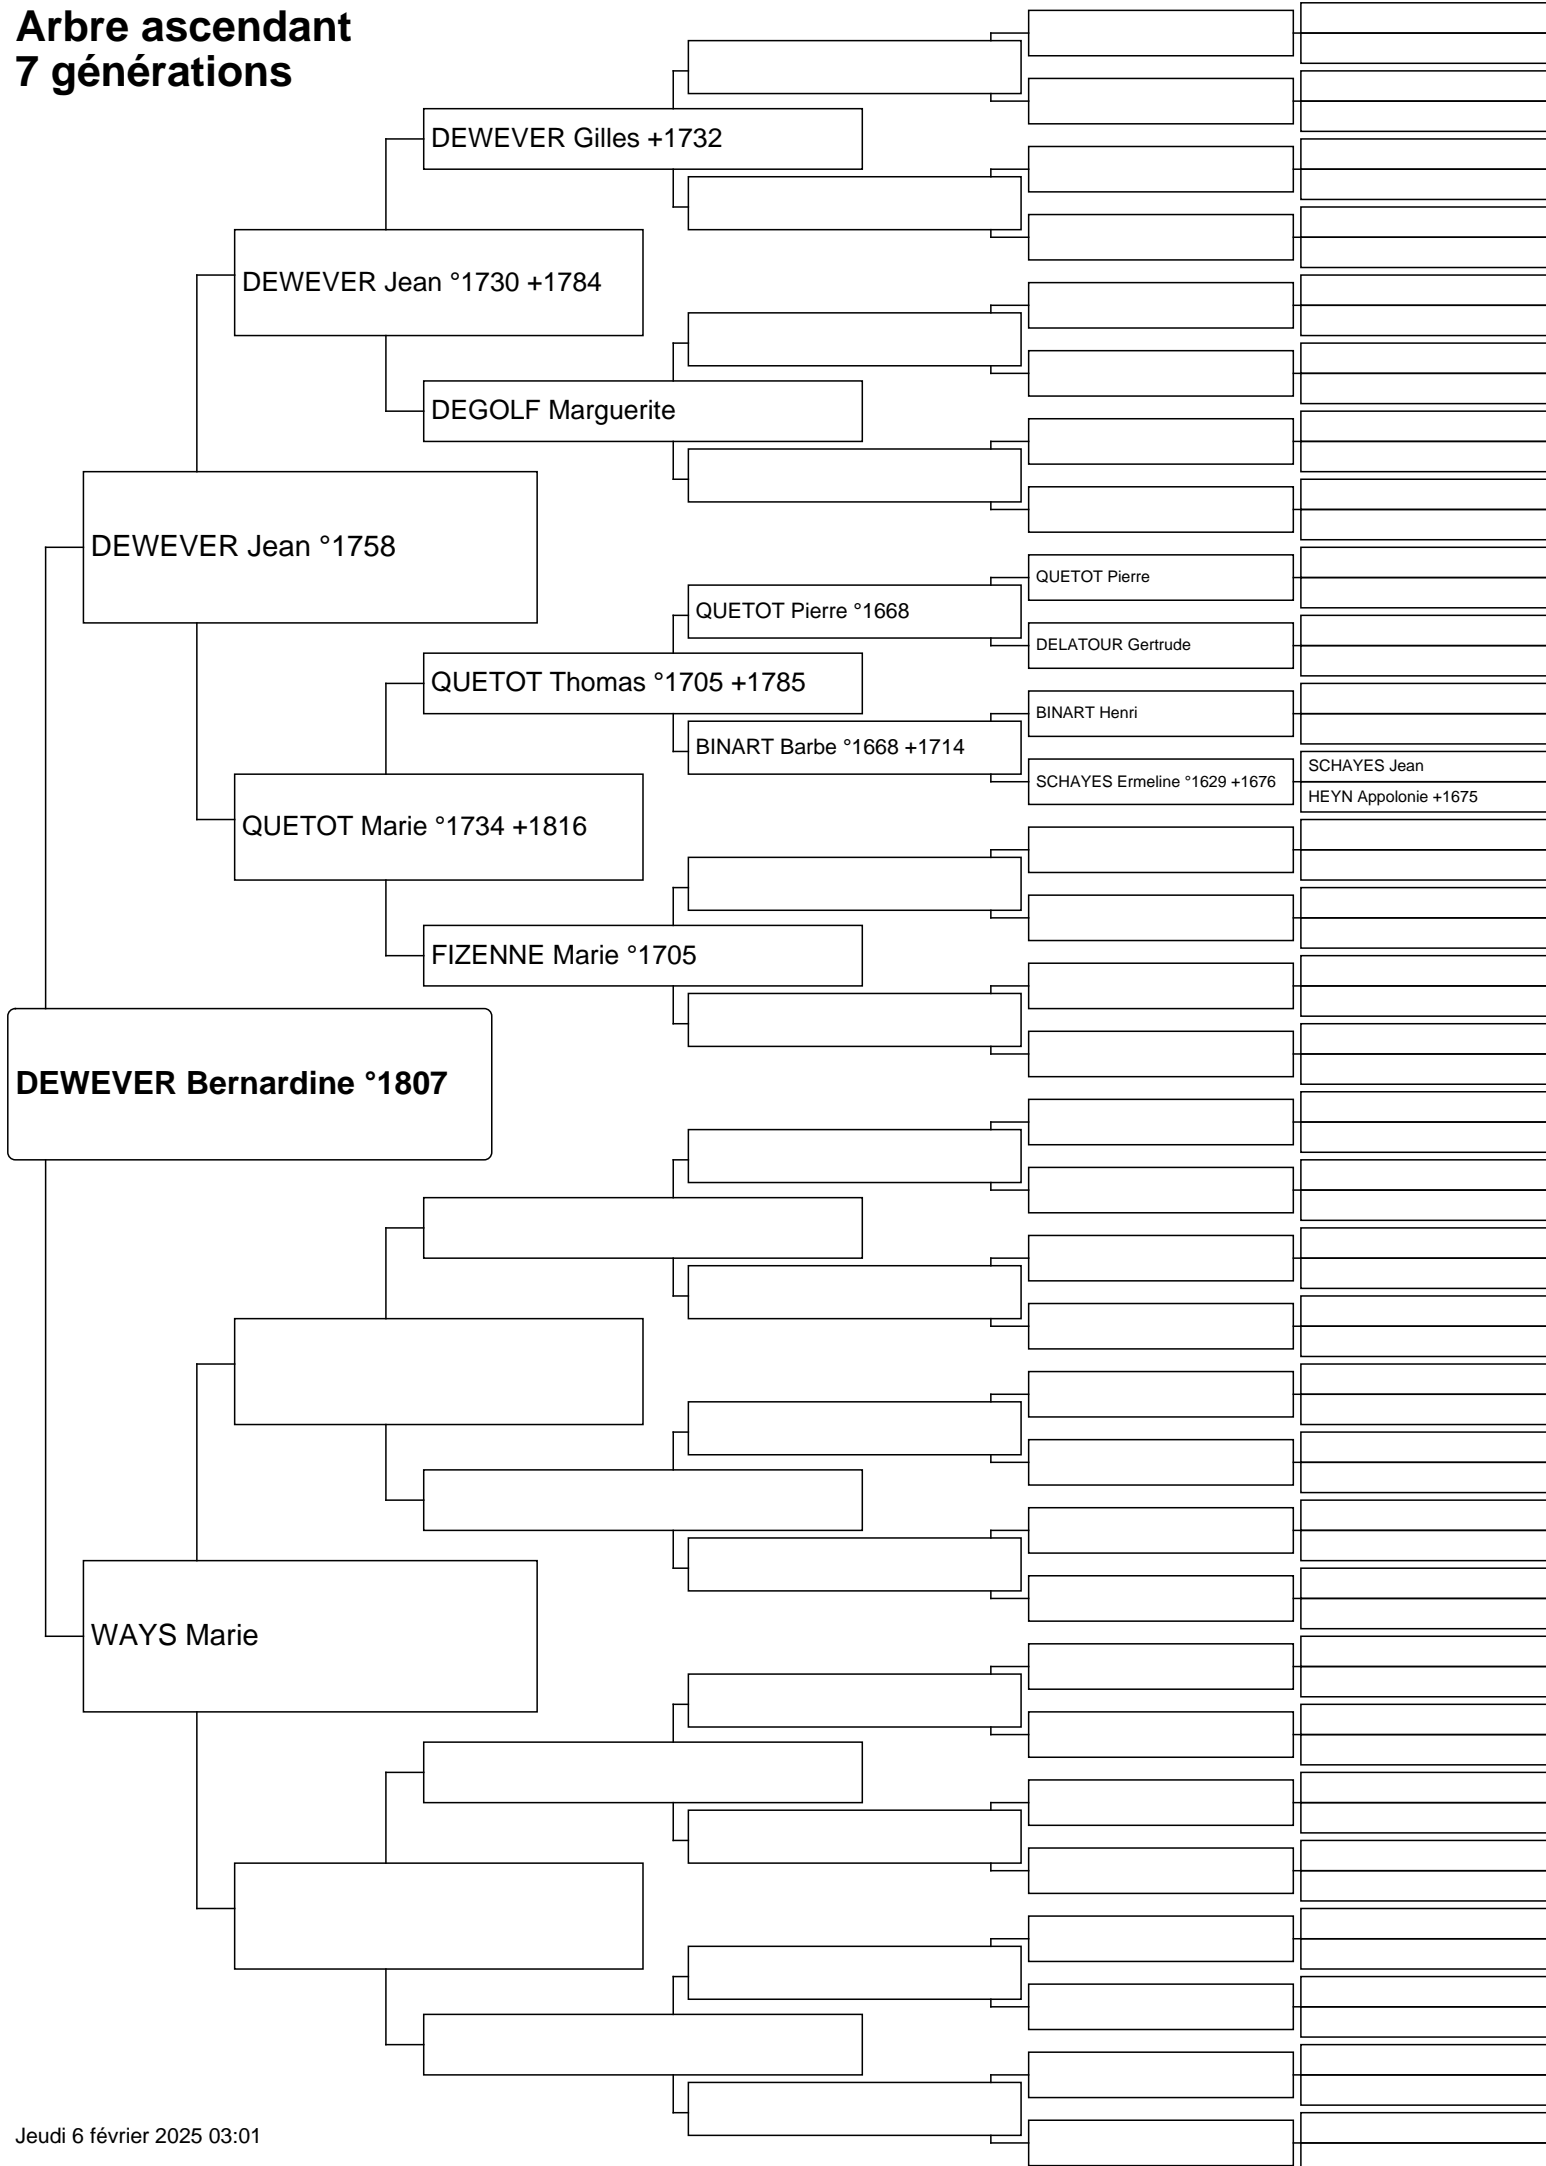 Arbre ascendant
7 générations
DEWEVER Gilles +1732
DEWEVER Jean °1730 +1784
DEGOLF Marguerite
DEWEVER Jean °1758
QUETOT Pierre
QUETOT Pierre °1668
DELATOUR Gertrude
QUETOT Thomas °1705 +1785
BINART Henri
BINART Barbe °1668 +1714
SCHAYES Jean
SCHAYES Ermeline °1629 +1676
HEYN Appolonie +1675
QUETOT Marie °1734 +1816
FIZENNE Marie °1705
DEWEVER Bernardine °1807
WAYS Marie
Jeudi 6 février 2025 03:01